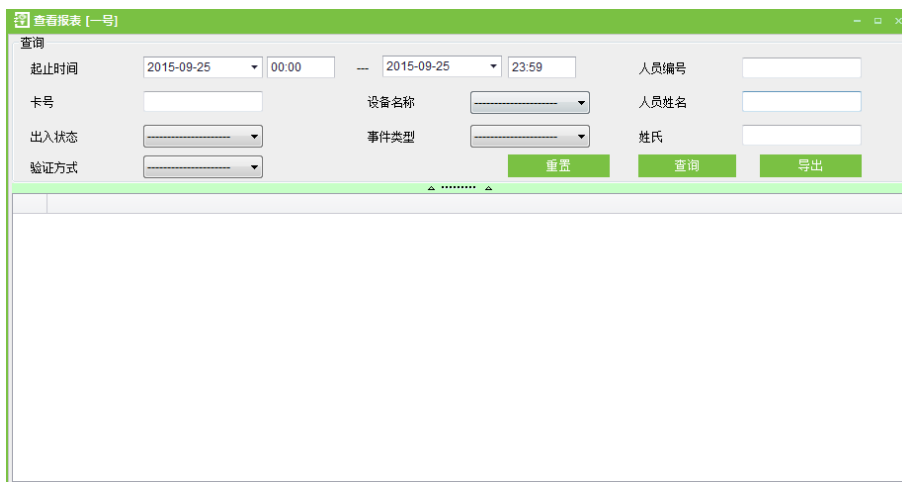 查看报表 [一号]
查询
起止时间 2015-09-25 00:00 --- 2015-09-25 23:59 人员编号
卡号 设备名称 -------------------- 人员姓名
出入状态 -------------------- 事件类型 -------------------- 姓氏
验证方式 -------------------- 重置 查询 导出